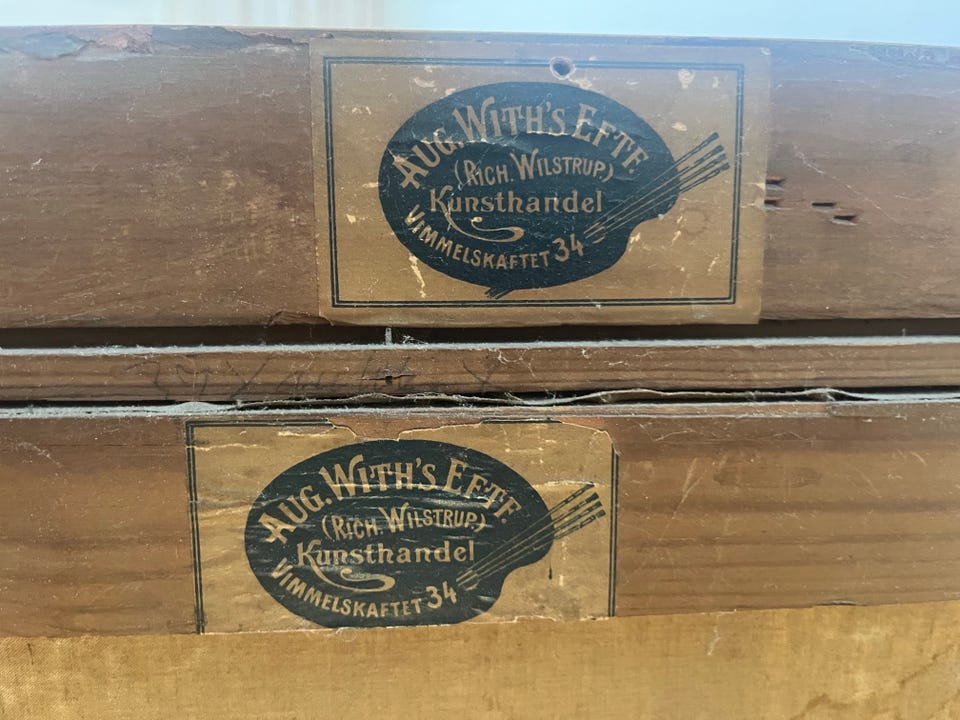 AUG. WITH'S EFTF.
(RICH. WILSTRUP.)
Kunsthandel
VIMMELSKAFTET 34
AUG. WITH'S EFTF.
(RICH. WILSTRUP.)
Kunsthandel
VIMMELSKAFTET 34